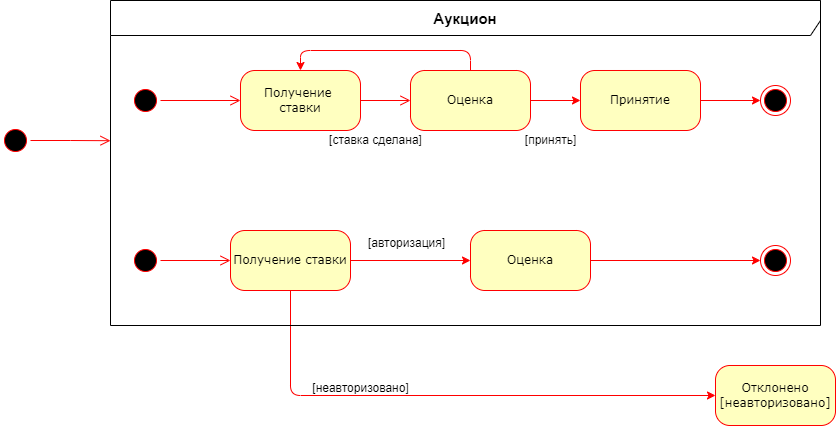 Аукцион
Получение
ставки
Оценка
Принятие
[ставка сделана]
[принять]
[авторизация]
Получение ставки
Оценка
[неавторизовано]
Отклонено
[неавторизовано]